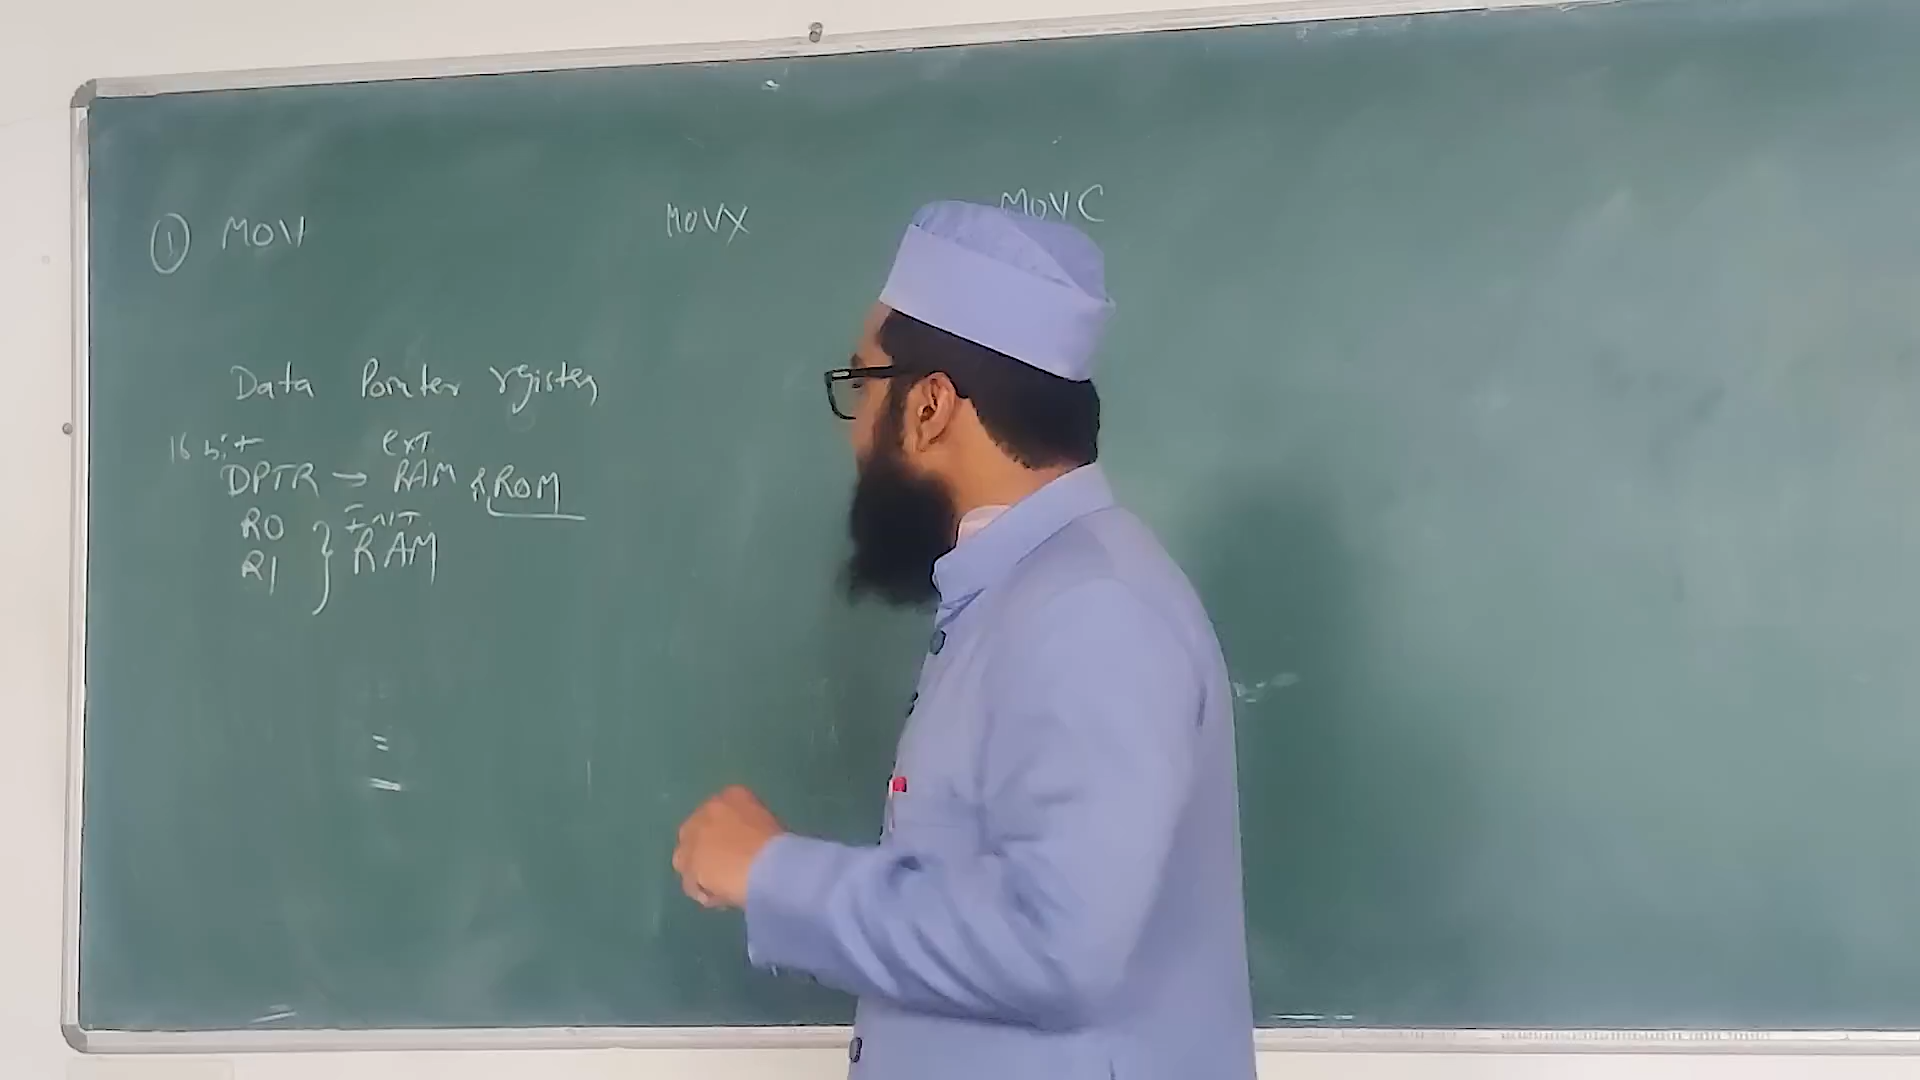 ① MOV MOVX MOVC
Data Pointer register
16 bit ext
DPTR → RAM & ROM
R0 Int.
R1 } RAM
=